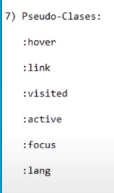 7) Pseudo-Clases:
:hover
:link
:visited
:active
:focus
:lang